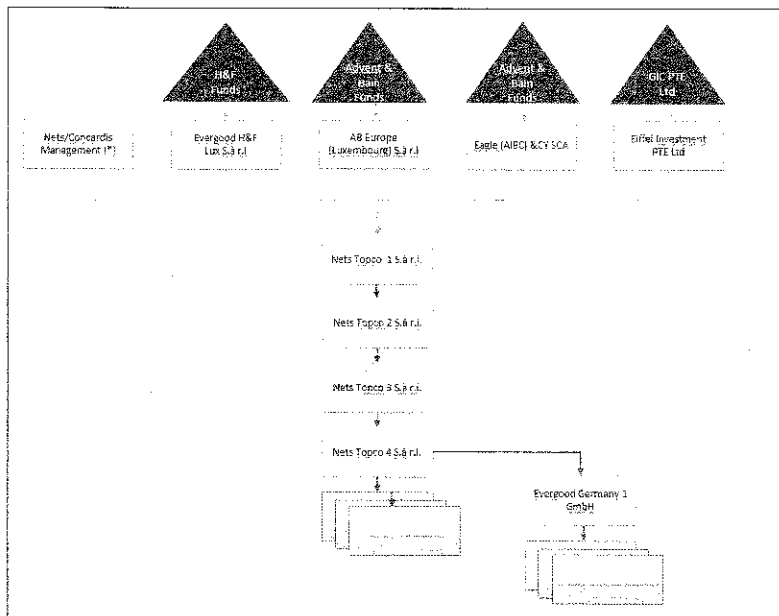 H&F
Funds
Advent &
Bain
Funds
Advent &
Bain
Funds
GIC PTE
Ltd
Nets/Concardis
Management (*)
Evergood H&F
Lux S.à r.l
AB Europe
(Luxembourg) S.à r.l
Eagle (AIBC) & CY SCA
Eiffel Investment
PTE Ltd
Nets Topco 1 S.à r.l.
Nets Topco 2 S.à r.l.
Nets Topco 3 S.à r.l.
Nets Topco 4 S.à r.l.
Evergood Germany 1
GmbH